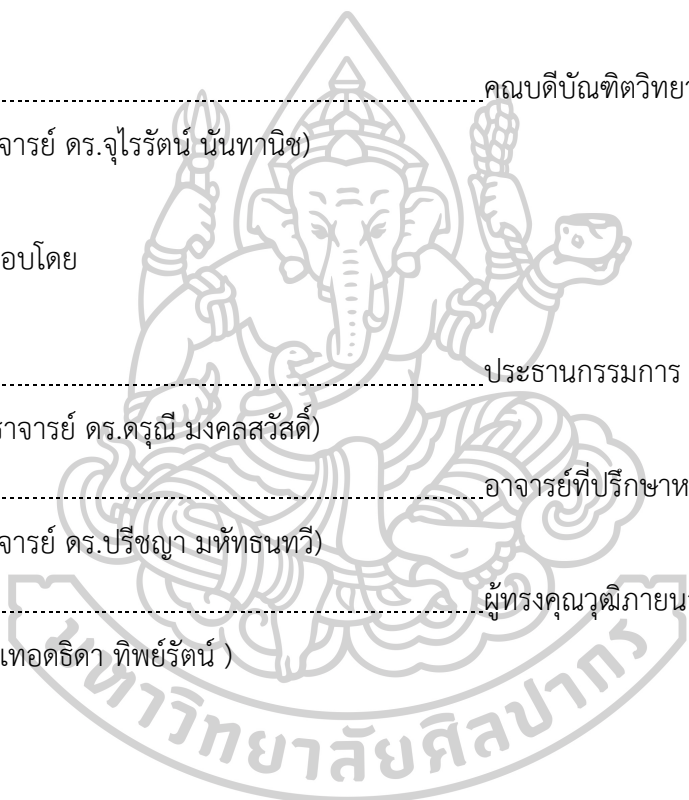 คณบดีบัณฑิตวิทยา
จารย์ ดร.จุไรรัตน์ นันทานิช)
อบโดย
ประธานกรรมการ
ราจารย์ ดร.ดรุณี มงคลสวัสดิ์)
อาจารย์ที่ปรึกษาห
จารย์ ดร.ปรีชญา มหัทธนทวี)
ผู้ทรงคุณวุฒิภายน
เทอดธิดา ทิพย์รัตน์ )
มหาวิทยาลัยศิลปากร